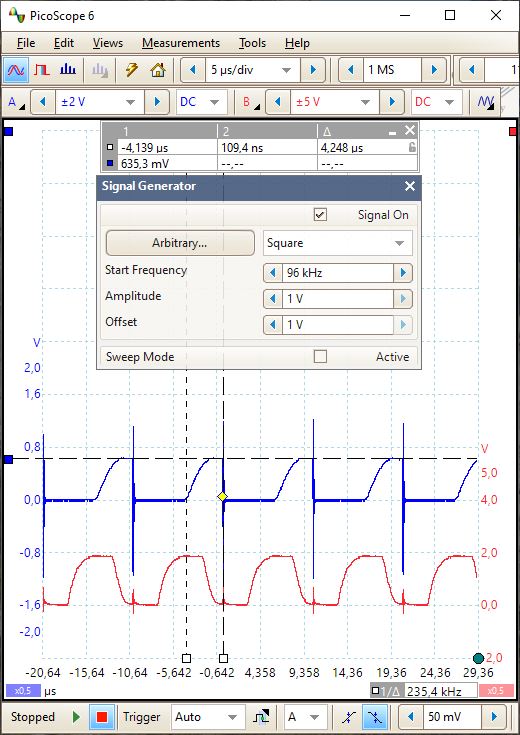 PicoScope 6
File Edit Views Measurements Tools Help
5 µs/div 1 MS 11
A ±2 V DC B ±5 V DC
1 2 Δ
-4,139 µs 109,4 ns 4,248 µs
635,3 mV --,-- --,--
Signal Generator
Signal On
Arbitrary... Square
Start Frequency 96 kHz
Amplitude 1 V
Offset 1 V
Sweep Mode Active
V
2,0
1,6
0,8 V
5,0
0,0 4,0
-0,8 2,0
-1,6 0,0
-2,0
2,0
-20,64 -15,64 -10,64 -5,642 -0,642 4,358 9,358 14,36 19,36 24,36 29,36
x0,5 µs 1/Δ 235,4 kHz x0,5
Stopped Trigger Auto A 50 mV